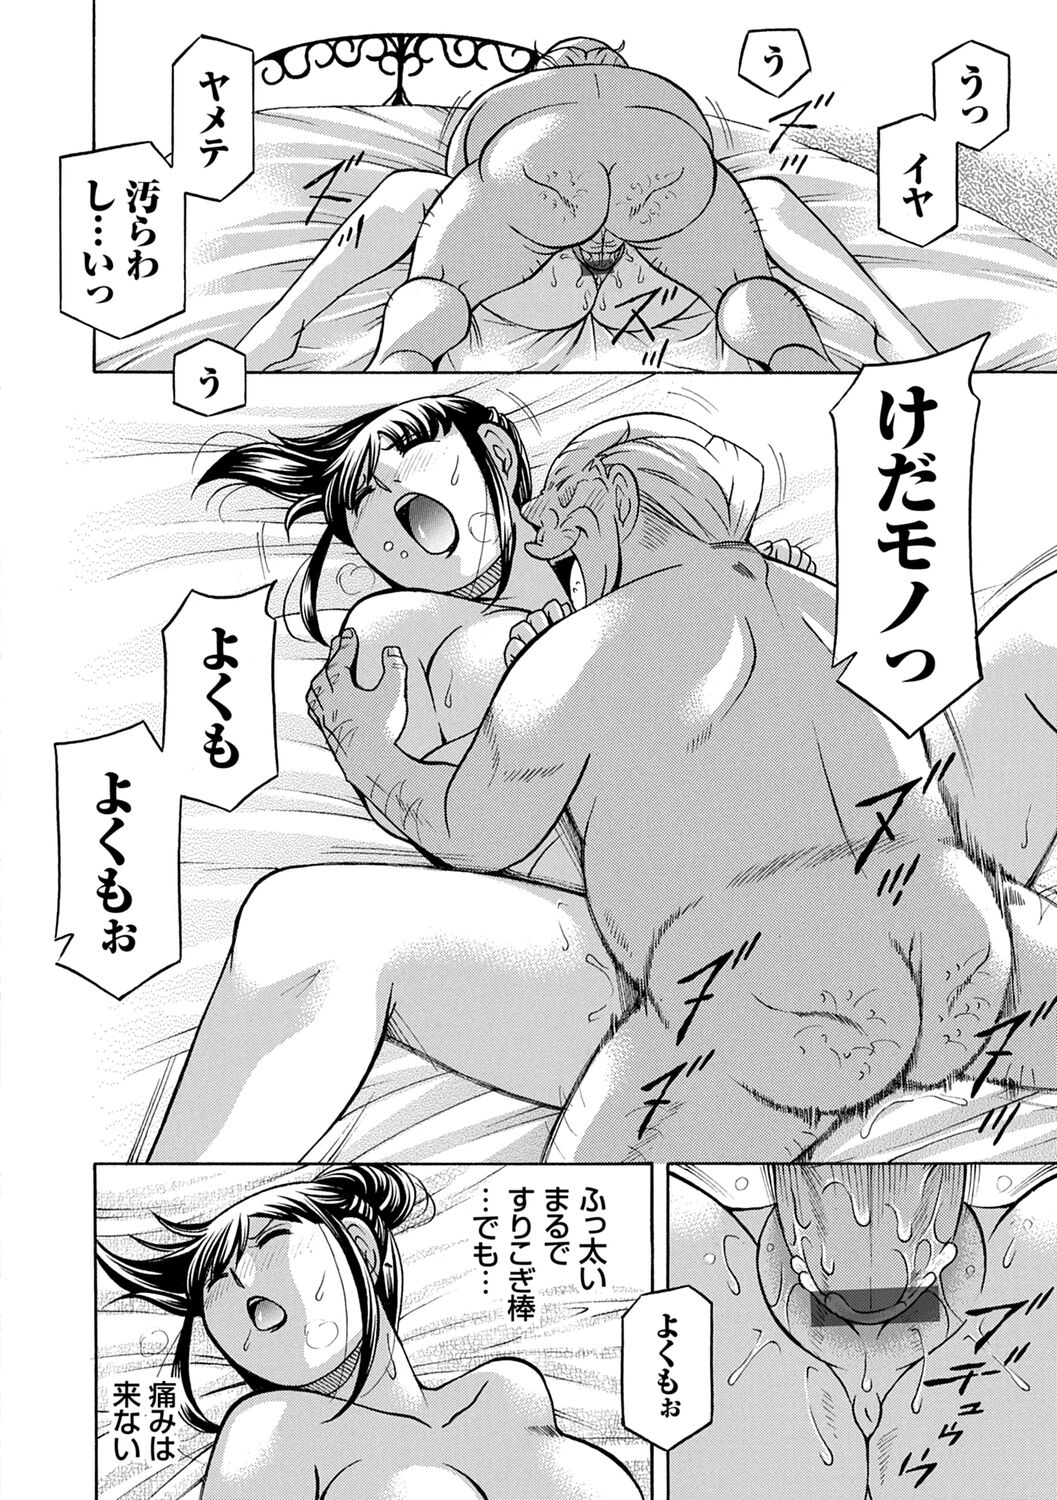 うっ
イヤ
う
ヤメテ
汚らわ
し…いっ
けだモノっ
う
よくも
よくもぉ
ふっ太い
まるで
すりこぎ棒
…でも…
痛みは
来ない
よくもぉ